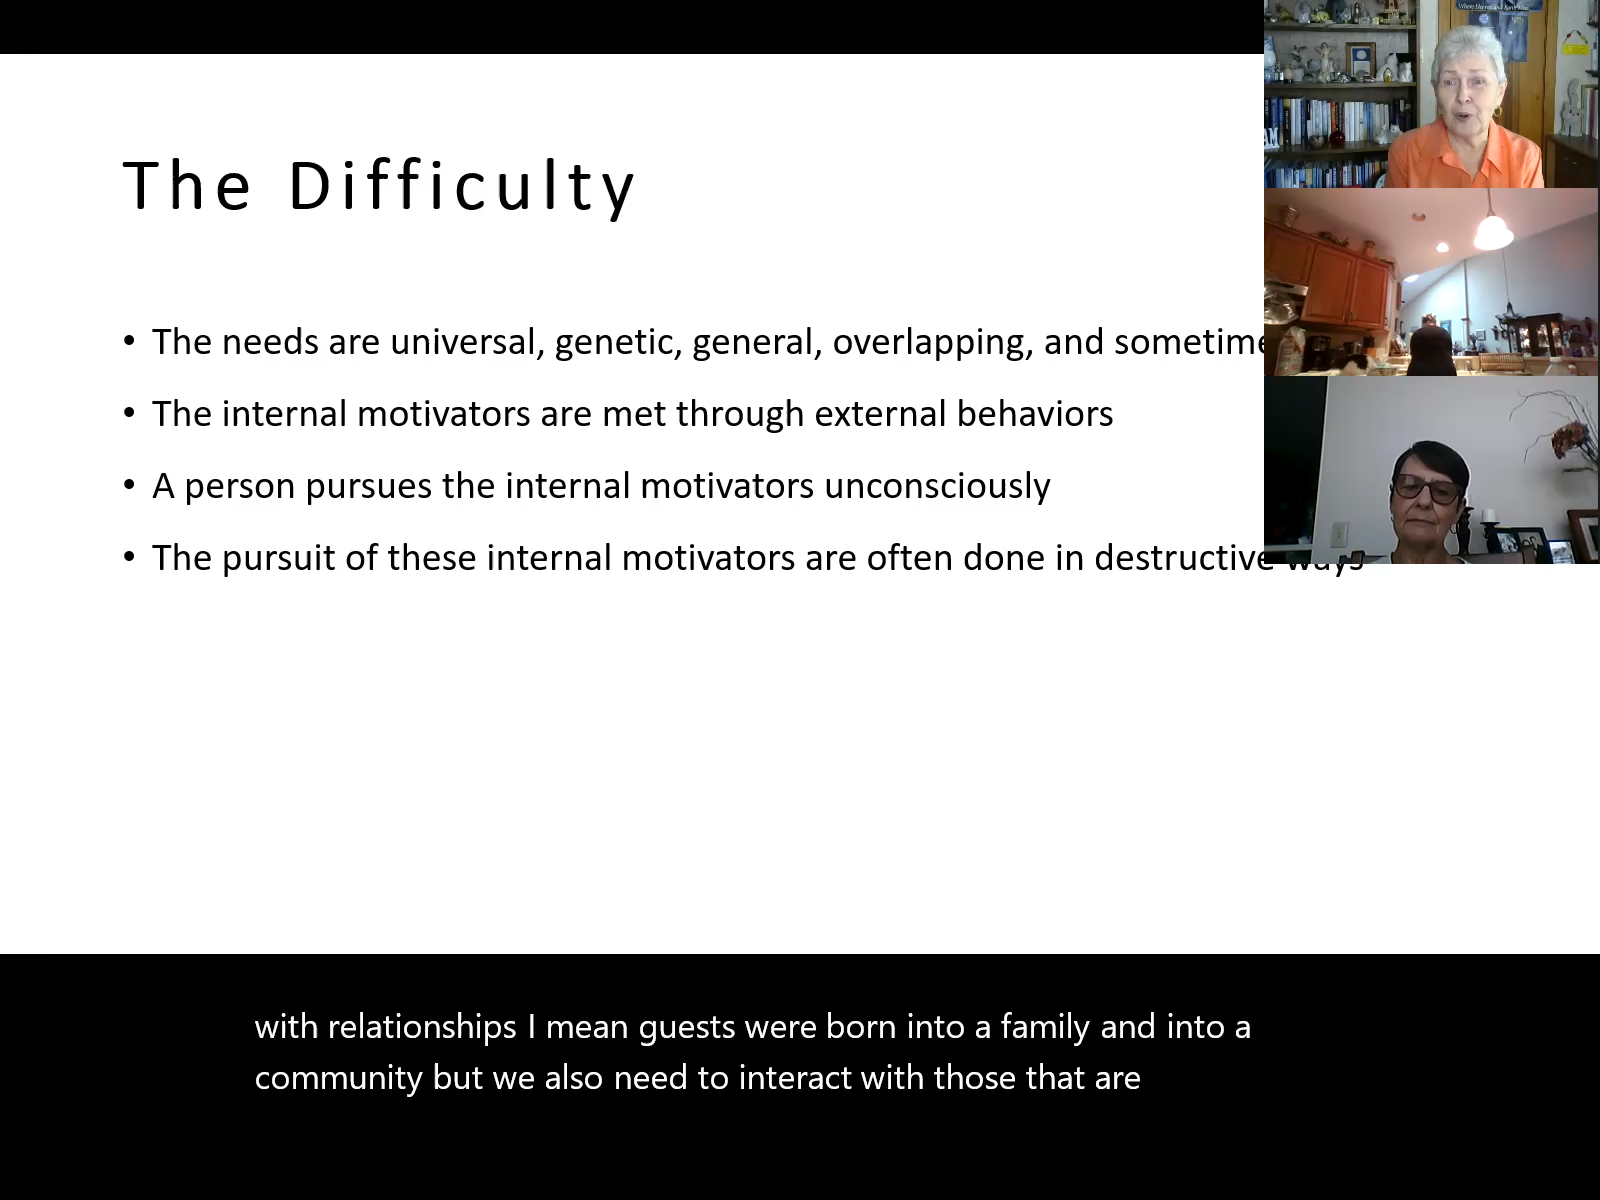 The Difficulty
• The needs are universal, genetic, general, overlapping, and
• The internal motivators are met through external behaviors
• A person pursues the internal motivators unconsciously
• The pursuit of these internal motivators are often done in destructive ways
with relationships I mean guests were born into a family and into a
community but we also need to interact with those that are